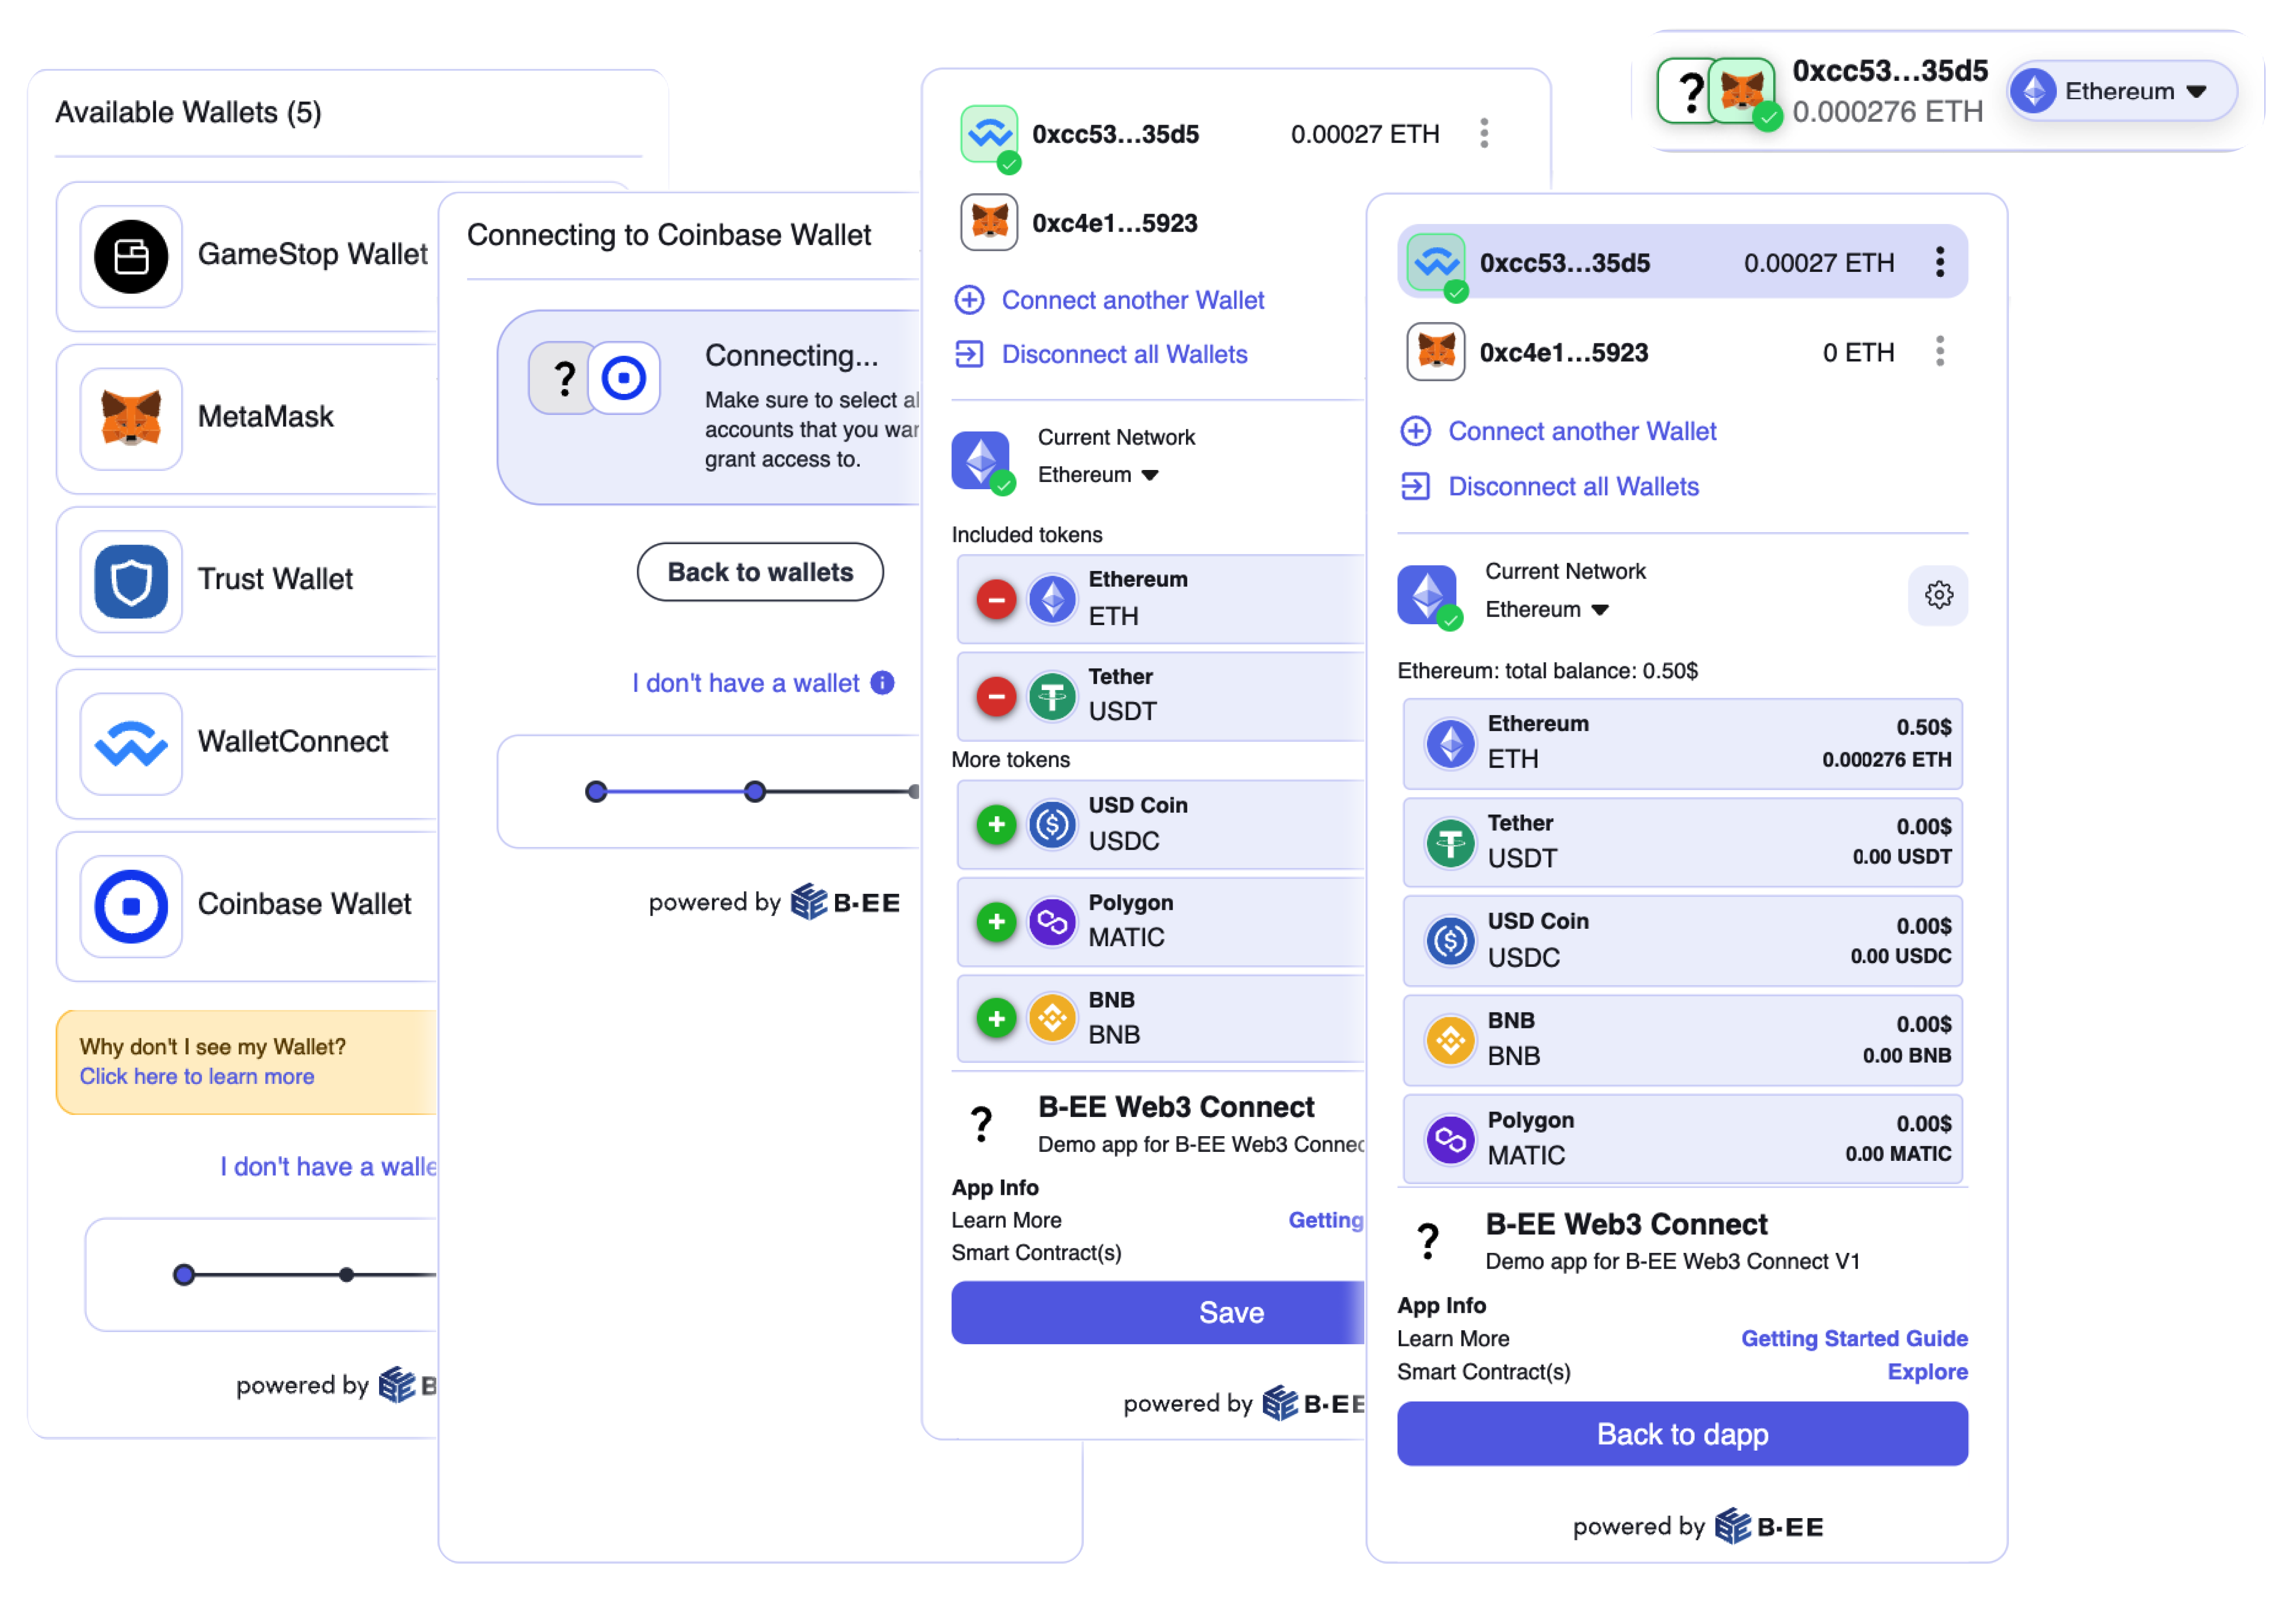 Available Wallets (5)
GameStop Wallet
MetaMask
Trust Wallet
WalletConnect
Coinbase Wallet
Why don't I see my Wallet?
Click here to learn more
I don't have a walle
powered by B
Connecting to Coinbase Wallet
?
Connecting...
Make sure to select al
accounts that you war
grant access to.
Back to wallets
I don't have a wallet
powered by B-EE
0xcc53...35d5 0.00027 ETH
0xc4e1...5923
Connect another Wallet
Disconnect all Wallets
Current Network
Ethereum
Included tokens
Ethereum
ETH
Tether
USDT
More tokens
USD Coin
USDC
Polygon
MATIC
BNB
BNB
?
B-EE Web3 Connect
Demo app for B-EE Web3 Connec
App Info
Learn More Getting
Smart Contract(s)
Save
powered by B-EE
?
0xcc53...35d5
0.000276 ETH
Ethereum
0xcc53...35d5 0.00027 ETH
0xc4e1...5923 0 ETH
Connect another Wallet
Disconnect all Wallets
Current Network
Ethereum
Ethereum: total balance: 0.50$
Ethereum 0.50$
ETH 0.000276 ETH
Tether 0.00$
USDT 0.00 USDT
USD Coin 0.00$
USDC 0.00 USDC
BNB 0.00$
BNB 0.00 BNB
Polygon 0.00$
MATIC 0.00 MATIC
?
B-EE Web3 Connect
Demo app for B-EE Web3 Connect V1
App Info
Learn More Getting Started Guide
Smart Contract(s) Explore
Back to dapp
powered by B-EE